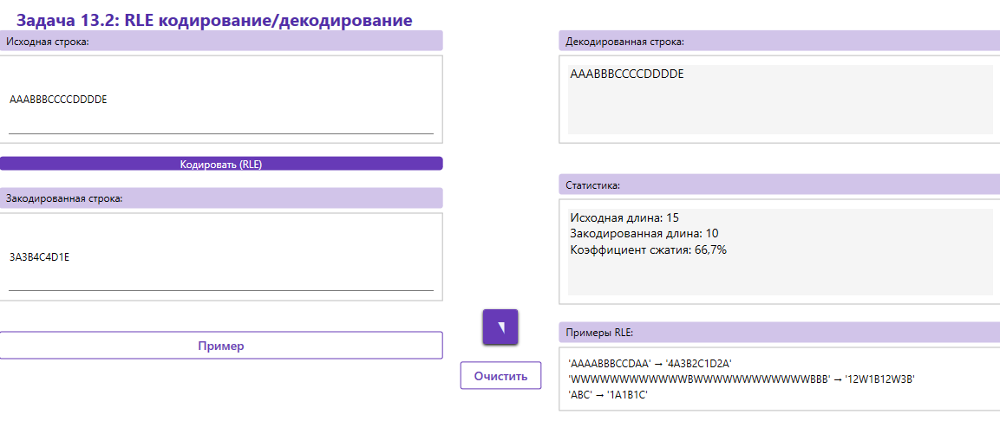 Задача 13.2: RLE кодирование/декодирование
Исходная строка:
AAABBBCCCCDDDDE
Кодировать (RLE)
Закодированная строка:
3A3B4C4D1E
Пример
Очистить
Декодированная строка:
AAABBBCCCCDDDDE
Статистика:
Исходная длина: 15
Закодированная длина: 10
Коэффициент сжатия: 66,7%
Примеры RLE:
'AAAABBBCCDAA' → '4A3B2C1D2A'
'WWWWWWWWWWWWBWWWWWWWWWWWWBBB' → '12W1B12W3B'
'ABC' → '1A1B1C'